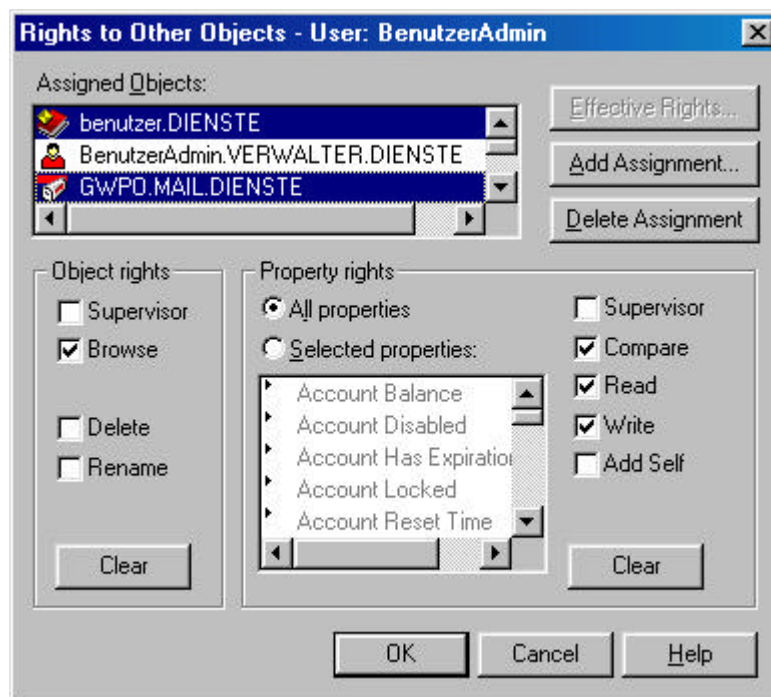 Rights to Other Objects - User: BenutzerAdmin
Assigned Objects:
benutzer.DIENSTE
BenutzerAdmin.VERWALTER.DIENSTE
GWPO.MAIL.DIENSTE
Effective Rights...
Add Assignment...
Delete Assignment
Object rights
Supervisor
Browse
Delete
Rename
Clear
Property rights
All properties
Selected properties:
Account Balance
Account Disabled
Account Has Expiration
Account Locked
Account Reset Time
Supervisor
Compare
Read
Write
Add Self
Clear
OK
Cancel
Help